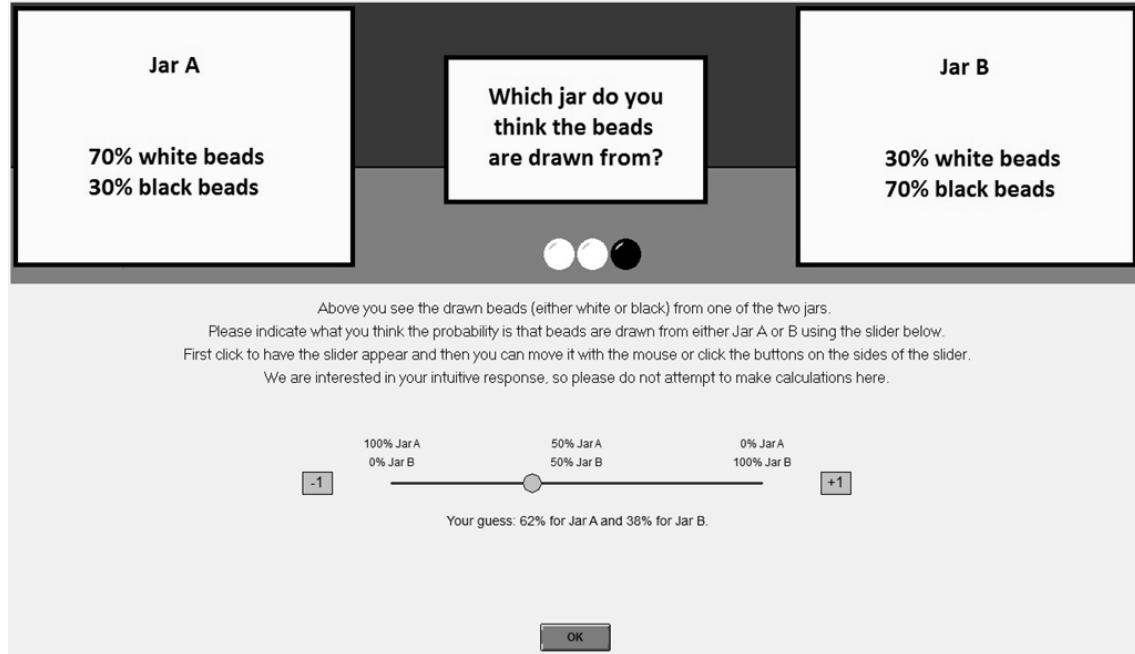 Jar A
70% white beads
30% black beads
Which jar do you
think the beads
are drawn from?
Jar B
30% white beads
70% black beads
Above you see the drawn beads (either white or black) from one of the two jars.
Please indicate what you think the probability is that beads are drawn from either Jar A or B using the slider below.
First click to have the slider appear and then you can move it with the mouse or click the buttons on the sides of the slider.
We are interested in your intuitive response, so please do not attempt to make calculations here.
100% Jar A
0% Jar B
50% Jar A
50% Jar B
0% Jar A
100% Jar B
-1
+1
Your guess: 62% for Jar A and 38% for Jar B.
OK